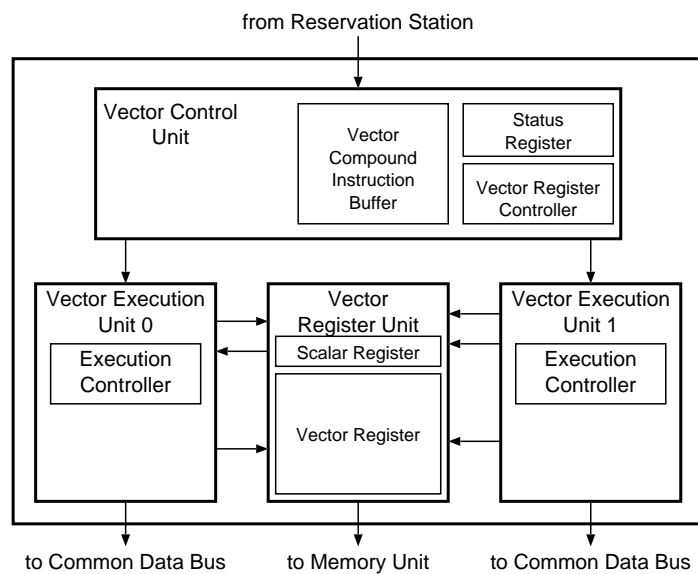 from Reservation Station
Vector Control
Unit
Vector
Compound
Instruction
Buffer
Status
Register
Vector Register
Controller
Vector Execution
Unit 0
Execution
Controller
Vector
Register Unit
Scalar Register
Vector Register
Vector Execution
Unit 1
Execution
Controller
to Common Data Bus
to Memory Unit
to Common Data Bus